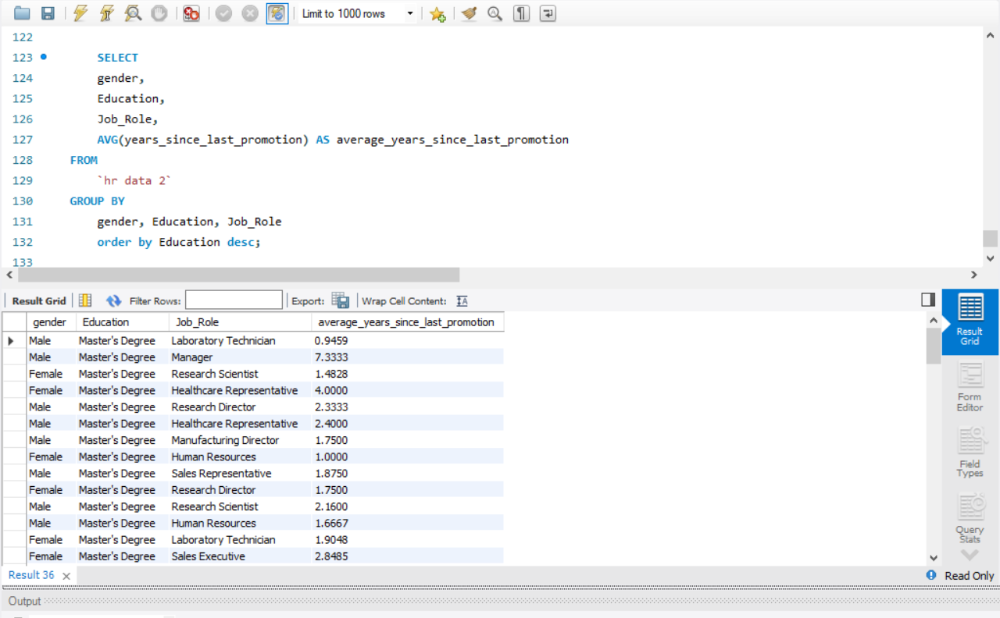 Limit to 1000 rows
122
123 SELECT
124 gender,
125 Education,
126 Job_Role,
127 AVG(years_since_last_promotion) AS average_years_since_last_promotion
128 FROM
129 `hr data 2`
130 GROUP BY
131 gender, Education, Job_Role
132 order by Education desc;
133
Result Grid Filter Rows: Export: Wrap Cell Content:
gender Education Job_Role average_years_since_last_promotion
Male Master's Degree Laboratory Technician 0.9459
Male Master's Degree Manager 7.3333
Female Master's Degree Research Scientist 1.4828
Female Master's Degree Healthcare Representative 4.0000
Male Master's Degree Research Director 2.3333
Male Master's Degree Healthcare Representative 2.4000
Male Master's Degree Manufacturing Director 1.7500
Female Master's Degree Human Resources 1.0000
Male Master's Degree Sales Representative 1.8750
Female Master's Degree Research Director 1.7500
Male Master's Degree Research Scientist 2.1600
Male Master's Degree Human Resources 1.6667
Female Master's Degree Laboratory Technician 1.9048
Female Master's Degree Sales Executive 2.8485
Result
Grid
Form
Editor
Field
Types
Query
Stats
Result 36 Read Only
Output